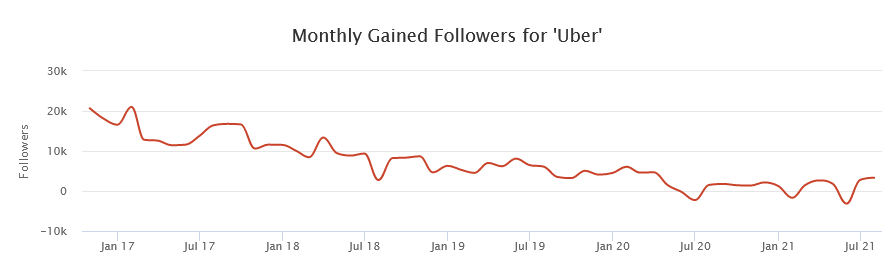 Monthly Gained Followers for 'Uber'
30k
20k
10k
0
−10k
Followers
Jan 17 Jul 17 Jan 18 Jul 18 Jan 19 Jul 19 Jan 20 Jul 20 Jan 21 Jul 21